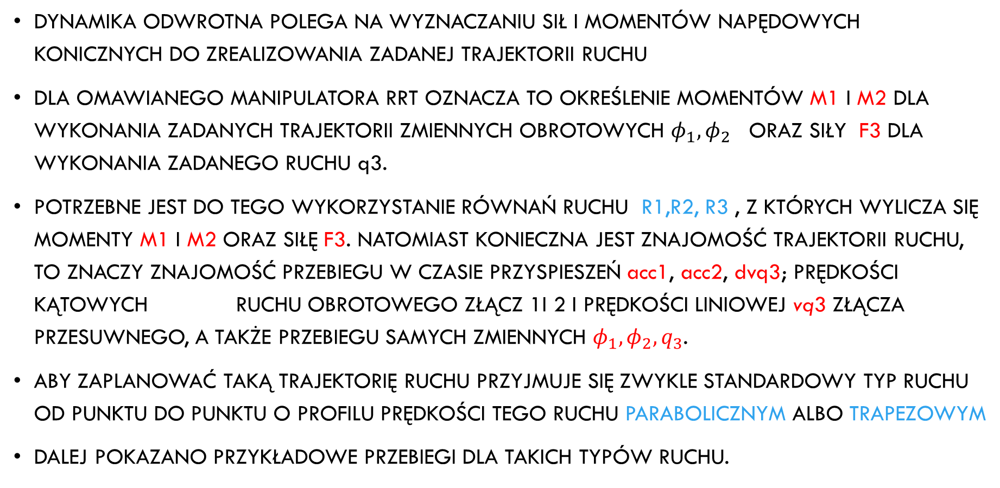 • DYNAMIKA ODWROTNA POLEGA NA WYZNACZANIU SIŁ I MOMENTÓW NAPĘDOWYCH
KONICZNYCH DO ZREALIZOWANIA ZADANEJ TRAJEKTORII RUCHU
• DLA OMAWIANEGO MANIPULATORA RRT OZNACZA TO OKREŚLENIE MOMENTÓW M1 I M2 DLA
WYKONANIA ZADANYCH TRAJEKTORII ZMIENNYCH OBROTOWYCH ϕ₁, ϕ₂ ORAZ SIŁY F3 DLA
WYKONANIA ZADANEGO RUCHU q3.
• POTRZEBNE JEST DO TEGO WYKORZYSTANIE RÓWNAŃ RUCHU R1,R2, R3 , Z KTÓRYCH WYLICZA SIĘ
MOMENTY M1 I M2 ORAZ SIŁĘ F3. NATOMIAST KONIECZNA JEST ZNAJOMOŚĆ TRAJEKTORII RUCHU,
TO ZNACZY ZNAJOMOŚĆ PRZEBIEGU W CZASIE PRZYSPIESZEŃ acc1, acc2, dvq3; PRĘDKOŚCI
KĄTOWYCH RUCHU OBROTOWEGO ZŁĄCZ 1I 2 I PRĘDKOŚCI LINIOWEJ vq3 ZŁĄCZA
PRZESUWNEGO, A TAKŻE PRZEBIEGU SAMYCH ZMIENNYCH ϕ₁, ϕ₂, q₃.
• ABY ZAPLANOWAĆ TAKĄ TRAJEKTORIĘ RUCHU PRZYJMUJE SIĘ ZWYKLE STANDARDOWY TYP RUCHU
OD PUNKTU DO PUNKTU O PROFILU PRĘDKOŚCI TEGO RUCHU PARABOLICZNYM ALBO TRAPEZOWYM
• DALEJ POKAZANO PRZYKŁADOWE PRZEBIEGI DLA TAKICH TYPÓW RUCHU.